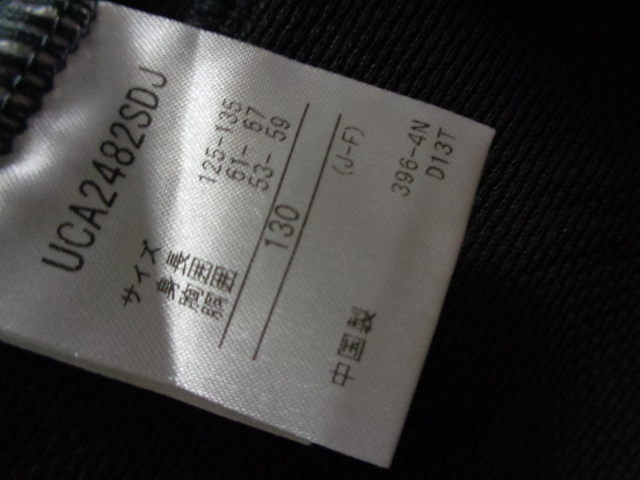 UCA2482SDJ
サイズ
身長 125-135
胸囲 61- 67
胴囲 53- 59
130
(J-F)
中国製
396-4N
D13T